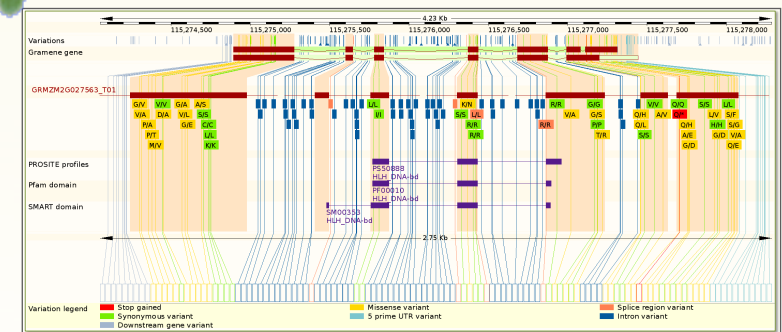 4.23 Kb
115,274,500 115,275,000 115,275,500 115,276,000 115,276,500 115,277,000 115,277,500 115,278,000
Variations
Gramene gene
GRMZM2G027563_T01
G/V V/V G/A A/S L/L K/N R/R G/G V/V Q/Q S/S L/L
V/A D/A V/L S/S I/I S/S L/L V/A G/S Q/H A/V L/V S/S
P/A G/E C/C R/R R/R P/P Q/L Q/H H/H S/G
P/T L/L R/R T/R S/S A/E G/D V/A
M/V K/K G/D Q/E
PROSITE profiles
PS50888
HLH_DNA-bd
Pfam domain
PF00010
HLH_DNA-bd
SMART domain
SM00353
HLH_DNA-bd
2.75 Kb
Variation legend
Stop gained Missense variant Splice region variant
Synonymous variant 5 prime UTR variant Intron variant
Downstream gene variant